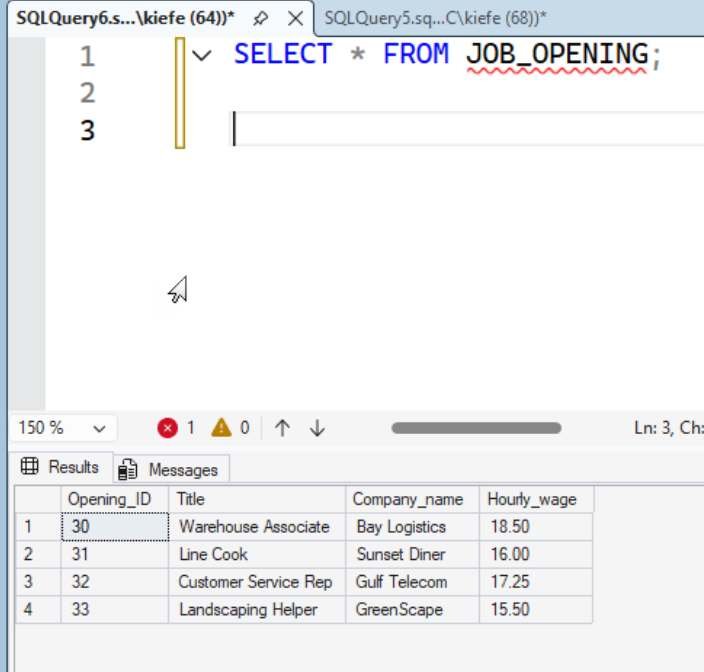 SQLQuery6.s...\kiefe (64))* SQLQuery5.sq...C\kiefe (68))*
1 SELECT * FROM JOB_OPENING;
2
3
150 % 1 0 Ln: 3, Ch:
Results Messages
Opening_ID Title Company_name Hourly_wage
1 30 Warehouse Associate Bay Logistics 18.50
2 31 Line Cook Sunset Diner 16.00
3 32 Customer Service Rep Gulf Telecom 17.25
4 33 Landscaping Helper GreenScape 15.50